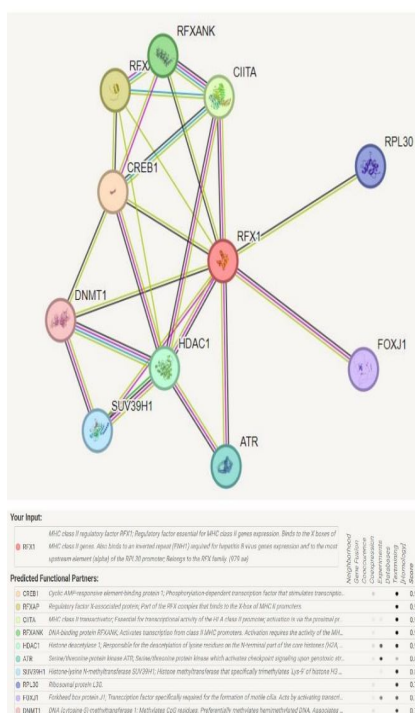 RFXANK
RFX
CIITA
RPL30
CREB1
RFX1
DNMT1
HDAC1
FOXJ1
SUV39H1
ATR
Your Input:
Neighborhood
Gene Fusion
Cooccurrence
Coexpression
Experiments
Databases
Textmining
[Homology]
Score
RFX1
MHC class II regulatory factor RFX1; Regulatory factor essential for MHC class II genes expression. Binds to the X boxes of
MHC class II genes. Also binds to an inverted repeat (ENH1) required for hepatitis B virus genes expression and to the most
upstream element (alpha) of the RPL30 promoter; Belongs to the RFX family. (979 aa)
Predicted Functional Partners:
CREB1 Cyclic AMP-responsive element-binding protein 1; Phosphorylation-dependent transcription factor that stimulates transcriptio...
RFXAP Regulatory factor X-associated protein; Part of the RFX complex that binds to the X-box of MHC II promoters.
CIITA MHC class II transactivator; Essential for transcriptional activity of the HLA class II promoter; activation is via the proximal pr...
RFXANK DNA-binding protein RFXANK; Activates transcription from class II MHC promoters. Activation requires the activity of the MH...
HDAC1 Histone deacetylase 1; Responsible for the deacetylation of lysine residues on the N-terminal part of the core histones (H2A, ...
ATR Serine/threonine-protein kinase ATR; Serine/threonine protein kinase which activates checkpoint signaling upon genotoxic str...
SUV39H1 Histone-lysine N-methyltransferase SUV39H1; Histone methyltransferase that specifically trimethylates 'Lys-9' of histone H3 ...
RPL30 Ribosomal protein L30.
FOXJ1 Forkhead box protein J1; Transcription factor specifically required for the formation of motile cilia. Acts by activating transcri...
DNMT1 DNA (cytosine-5)-methyltransferase 1; Methylates CpG residues. Preferentially methylates hemimethylated DNA. Associates ...